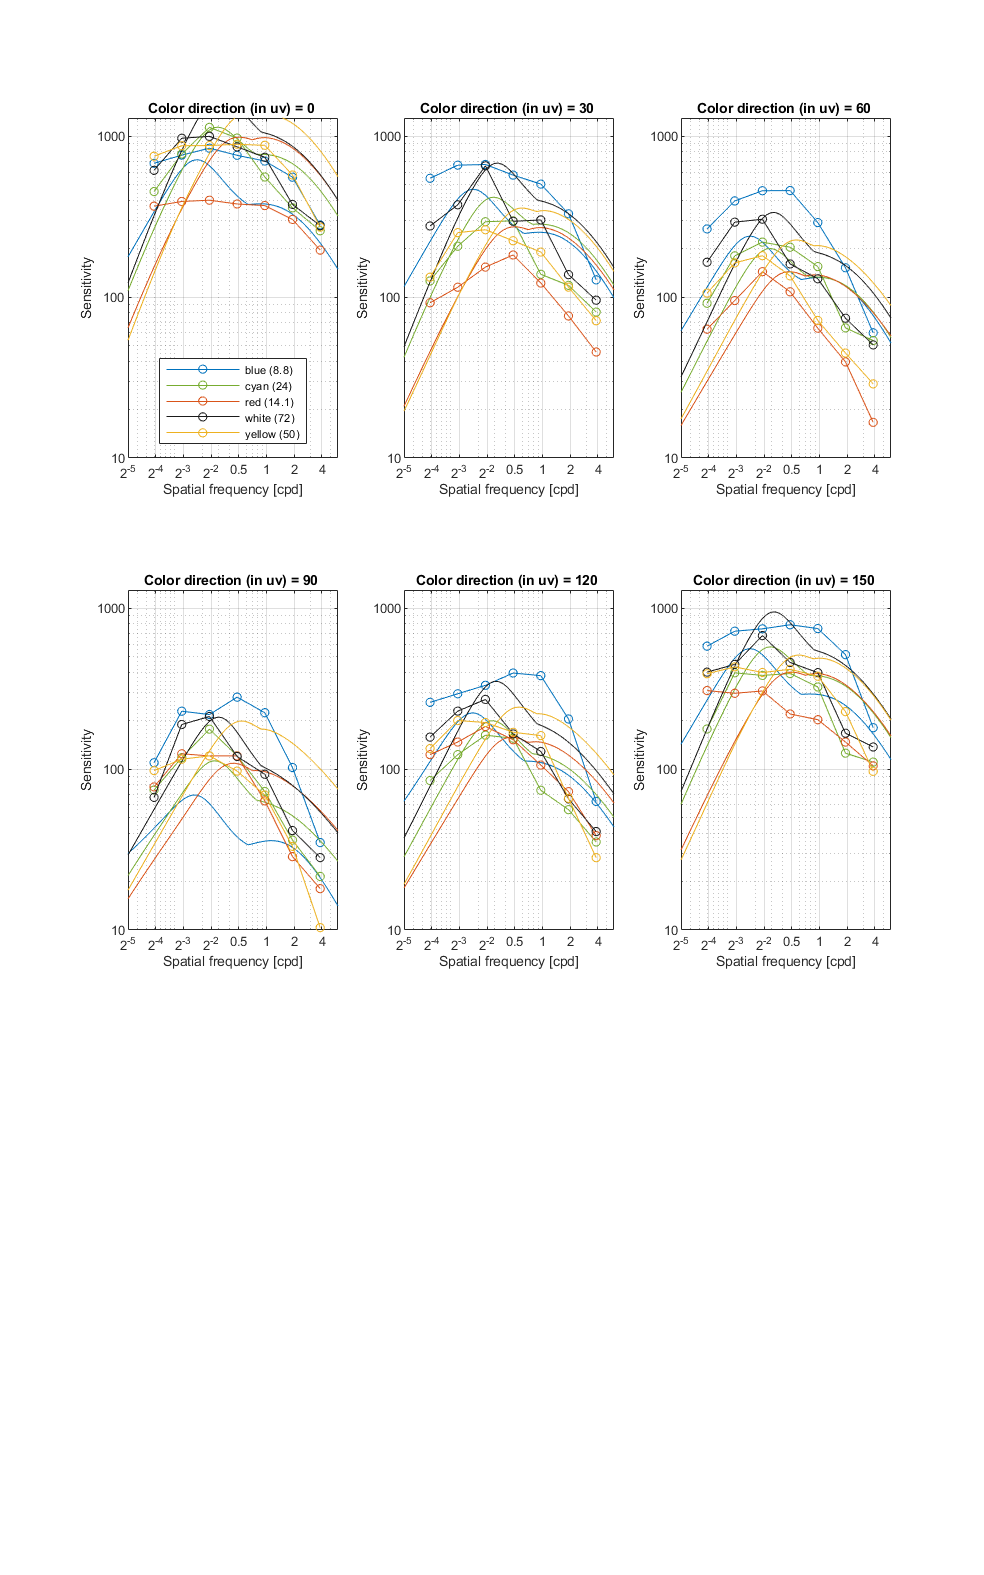 Color direction (in uv) = 0
1000
100
10
Sensitivity
blue (8.8)
cyan (24)
red (14.1)
white (72)
yellow (50)
2^-5 2^-4 2^-3 2^-2 0.5 1 2 4
Spatial frequency [cpd]
Color direction (in uv) = 30
1000
100
10
Sensitivity
2^-5 2^-4 2^-3 2^-2 0.5 1 2 4
Spatial frequency [cpd]
Color direction (in uv) = 60
1000
100
10
Sensitivity
2^-5 2^-4 2^-3 2^-2 0.5 1 2 4
Spatial frequency [cpd]
Color direction (in uv) = 90
1000
100
10
Sensitivity
2^-5 2^-4 2^-3 2^-2 0.5 1 2 4
Spatial frequency [cpd]
Color direction (in uv) = 120
1000
100
10
Sensitivity
2^-5 2^-4 2^-3 2^-2 0.5 1 2 4
Spatial frequency [cpd]
Color direction (in uv) = 150
1000
100
10
Sensitivity
2^-5 2^-4 2^-3 2^-2 0.5 1 2 4
Spatial frequency [cpd]